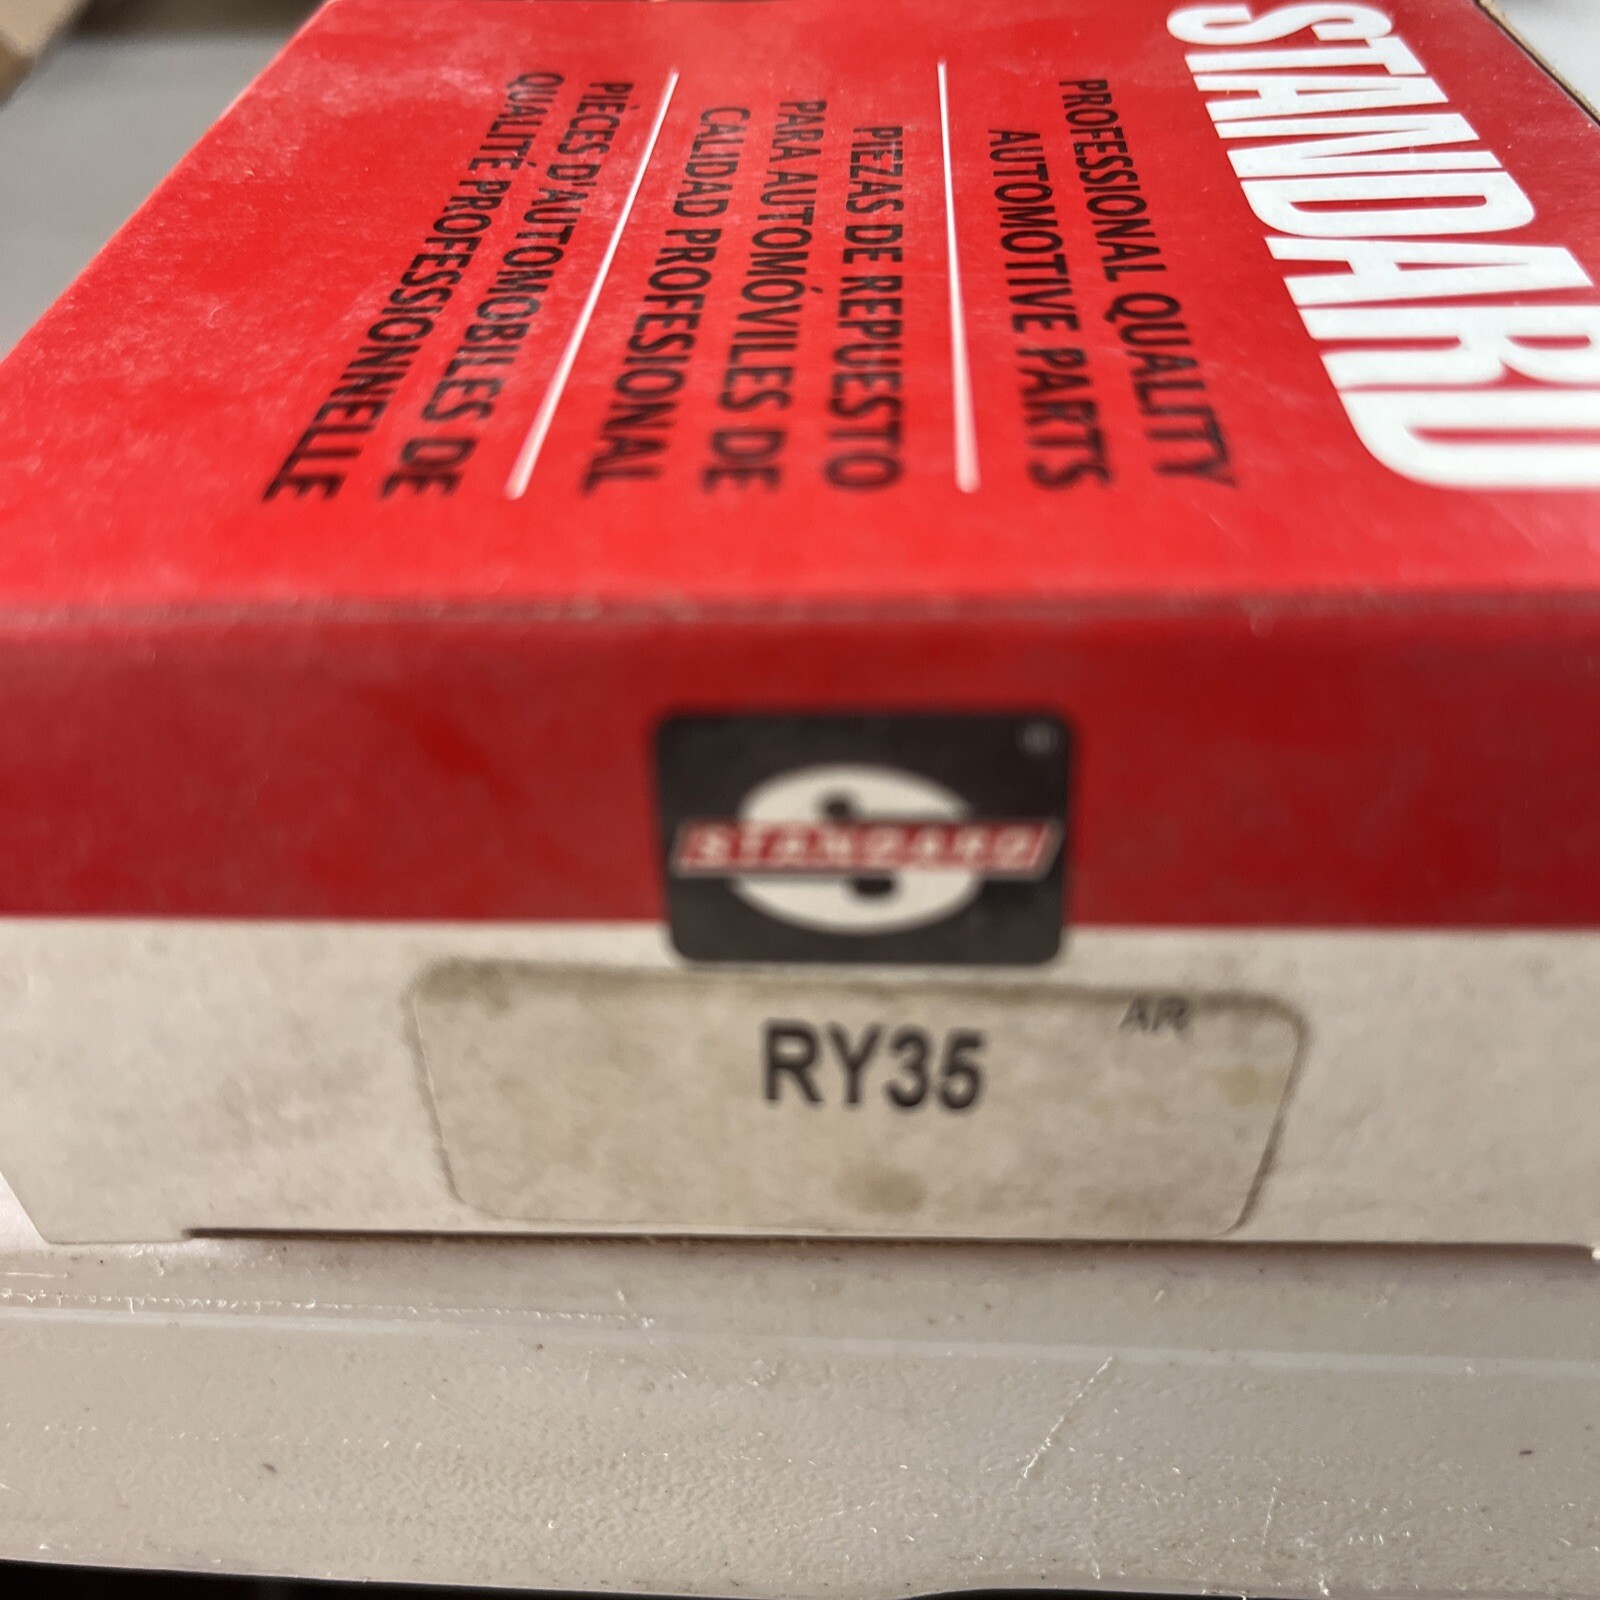 STANDARD
PROFESSIONAL QUALITY
AUTOMOTIVE PARTS
PIEZAS DE REPUESTO
PARA AUTOMÓVILES DE
CALIDAD PROFESIONAL
PIÈCES D'AUTOMOBILES DE
QUALITÉ PROFESSIONNELLE
STANDARD
®
AR
RY35